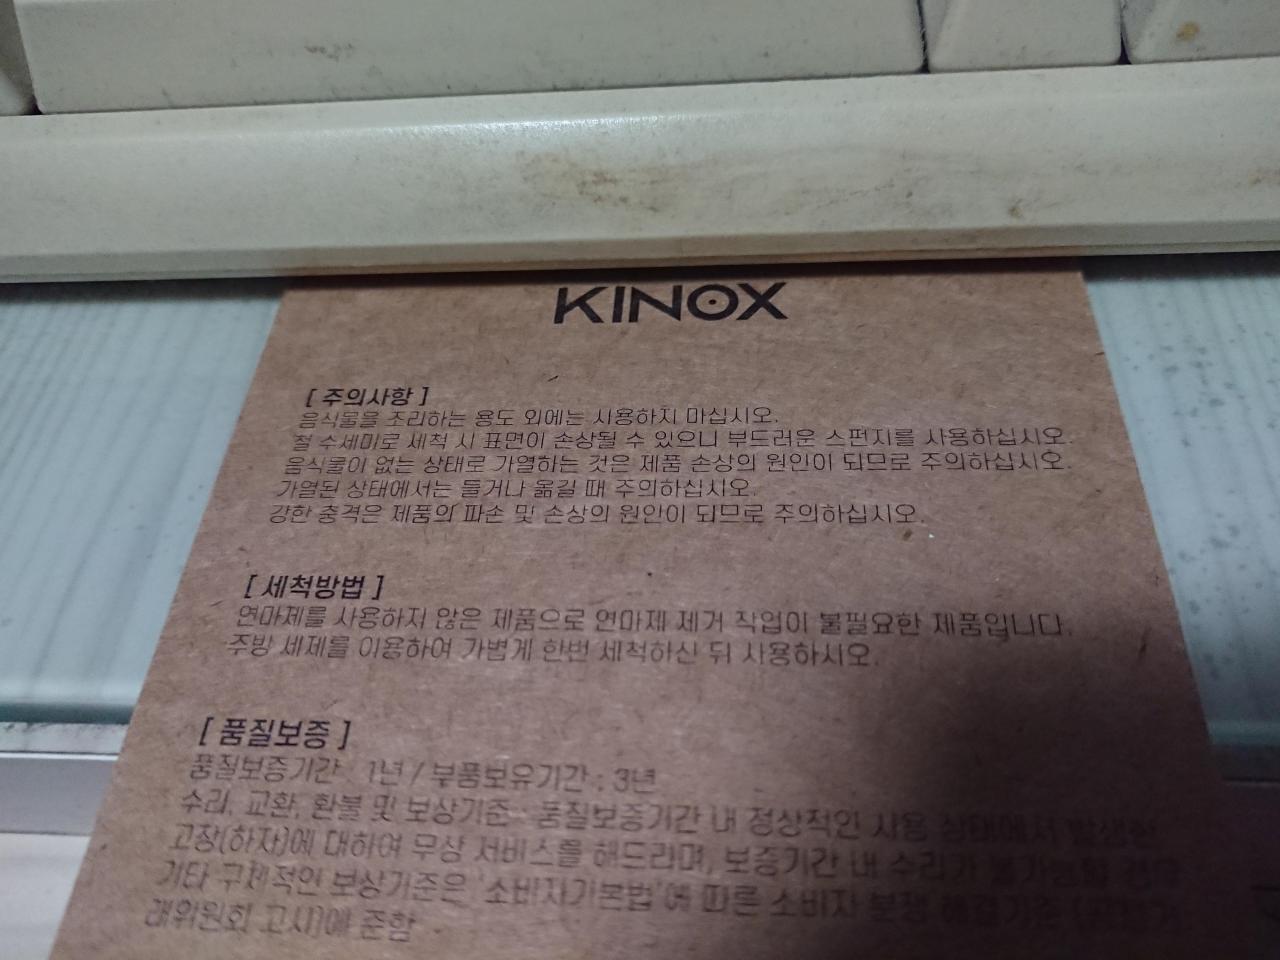 KINOX
[ 주의사항 ]
음식물을 조리하는 용도 외에는 사용하지 마십시오.
철 수세미로 세척 시 표면이 손상될 수 있으니 부드러운 스펀지를 사용하십시오.
음식물이 없는 상태로 가열하는 것은 제품 손상의 원인이 되므로 주의하십시오.
가열된 상태에서는 들거나 옮길 때 주의하십시오.
강한 충격은 제품의 파손 및 손상의 원인이 되므로 주의하십시오.
[ 세척방법 ]
연마제를 사용하지 않은 제품으로 연마제 제거 작업이 불필요한 제품입니다.
주방 세제를 이용하여 가볍게 한번 세척하신 뒤 사용하시오.
[ 품질보증 ]
품질보증기간 : 1년 / 부품보유기간 : 3년
수리, 교환, 환불 및 보상기준 : 품질보증기간 내 정상적인 사용 상태에서 발생한
고장(하자)에 대하여 무상 서비스를 해드리며, 보증기간 내 수리가 불가능할 경우
기타 구체적인 보상기준은 '소비자기본법'에 따른 소비자 분쟁 해결기준
래위원회 고시)에 준함